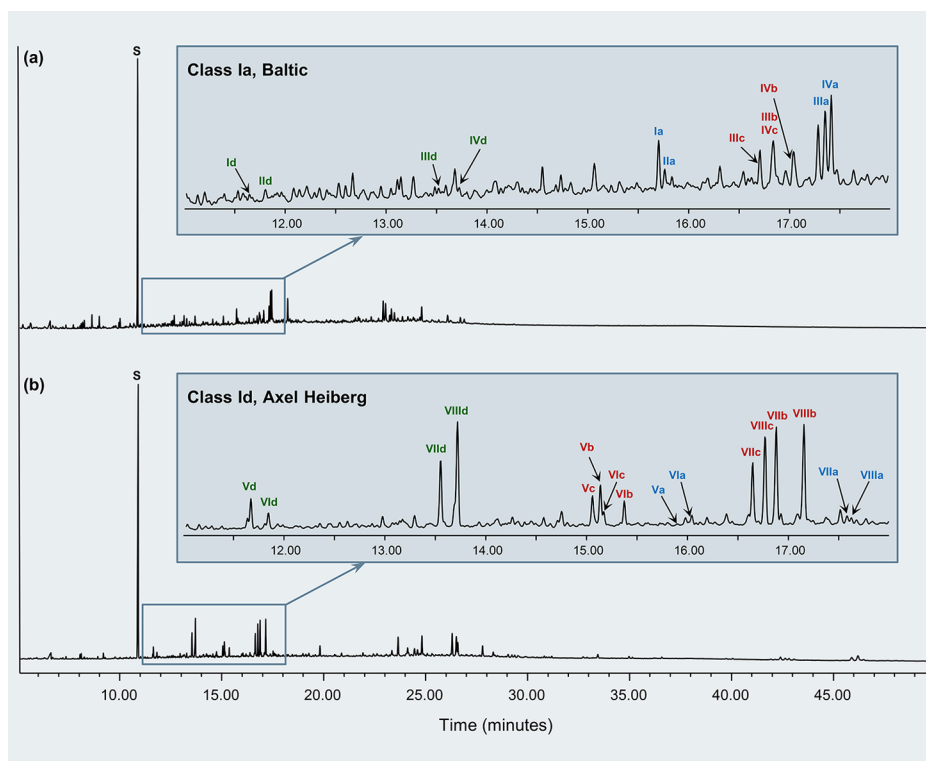 (a)
S
Class Ia, Baltic
Id
IId
IIId
IVd
Ia
IIa
IIIc
IVb
IIIb
IVc
IIIa
IVa
12.00 13.00 14.00 15.00 16.00 17.00
(b)
S
Class Id, Axel Heiberg
Vd
VId
VIId
VIIId
Vb
Vc
VIc
VIb
Va
VIa
VIIc
VIIIc
VIIb
VIIIb
VIIa
VIIIa
12.00 13.00 14.00 15.00 16.00 17.00
10.00 15.00 20.00 25.00 30.00 35.00 40.00 45.00
Time (minutes)